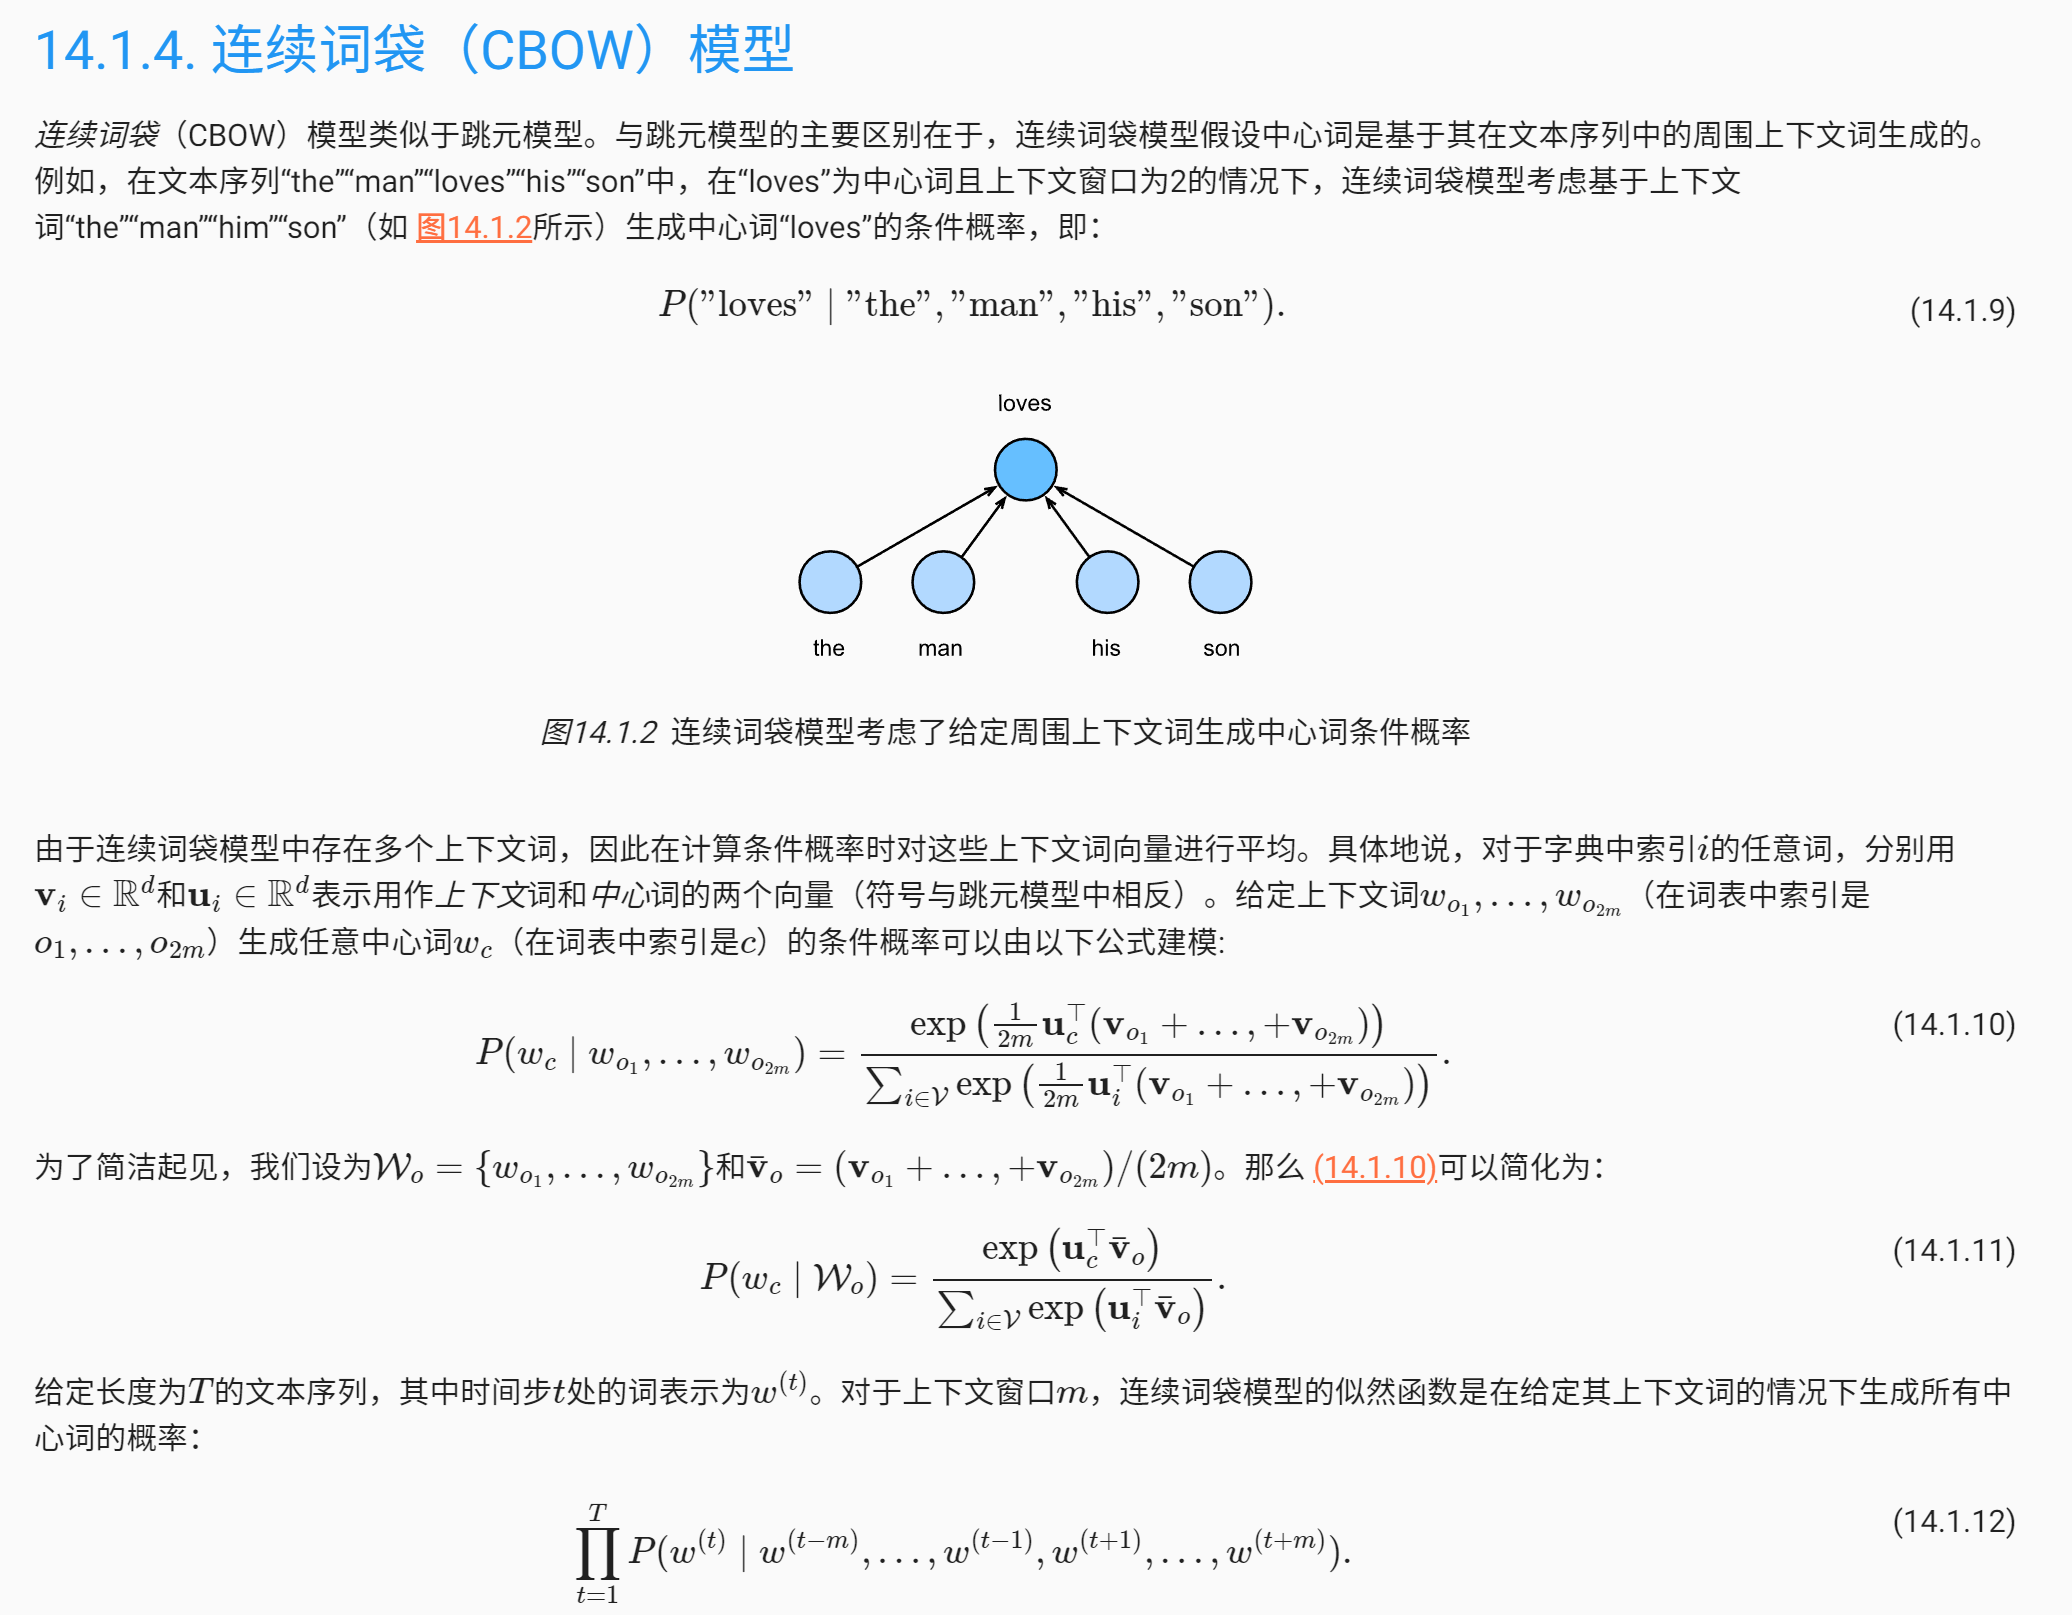 14.1.4. 连续词袋（CBOW）模型
连续词袋（CBOW）模型类似于跳元模型。与跳元模型的主要区别在于，连续词袋模型假设中心词是基于其在文本序列中的周围上下文词生成的。
例如，在文本序列“the”“man”“loves”“his”“son”中，在“loves”为中心词且上下文窗口为2的情况下，连续词袋模型考虑基于上下文
词“the”“man”“him”“son”（如 图14.1.2所示）生成中心词“loves”的条件概率，即：
P("loves" | "the", "man", "his", "son"). (14.1.9)
loves
the man his son
图14.1.2 连续词袋模型考虑了给定周围上下文词生成中心词条件概率
由于连续词袋模型中存在多个上下文词，因此在计算条件概率时对这些上下文词向量进行平均。具体地说，对于字典中索引i的任意词，分别用
$\mathbf{v}_i \in \mathbb{R}^d$和$\mathbf{u}_i \in \mathbb{R}^d$表示用作上下文词和中心词的两个向量（符号与跳元模型中相反）。给定上下文词$w_{o_1}, \ldots, w_{o_{2m}}$（在词表中索引是
$o_1, \ldots, o_{2m}$）生成任意中心词$w_c$（在词表中索引是$c$）的条件概率可以由以下公式建模:
$P(w_c \mid w_{o_1}, \ldots, w_{o_{2m}}) = \frac{\exp\left(\frac{1}{2m}\mathbf{u}_c^\top (\mathbf{v}_{o_1} + \ldots, + \mathbf{v}_{o_{2m}})\right)}{\sum_{i \in \mathcal{V}} \exp\left(\frac{1}{2m}\mathbf{u}_i^\top (\mathbf{v}_{o_1} + \ldots, + \mathbf{v}_{o_{2m}})\right)}.$ (14.1.10)
为了简洁起见，我们设为$\mathcal{W}_o = \{w_{o_1}, \ldots, w_{o_{2m}}\}$和$\bar{\mathbf{v}}_o = (\mathbf{v}_{o_1} + \ldots, + \mathbf{v}_{o_{2m}})/(2m)$。那么 (14.1.10)可以简化为：
$P(w_c \mid \mathcal{W}_o) = \frac{\exp\left(\mathbf{u}_c^\top \bar{\mathbf{v}}_o\right)}{\sum_{i \in \mathcal{V}} \exp\left(\mathbf{u}_i^\top \bar{\mathbf{v}}_o\right)}.$ (14.1.11)
给定长度为$T$的文本序列，其中时间步$t$处的词表示为$w^{(t)}$。对于上下文窗口$m$，连续词袋模型的似然函数是在给定其上下文词的情况下生成所有中
心词的概率：
$\prod_{t=1}^{T} P(w^{(t)} \mid w^{(t-m)}, \ldots, w^{(t-1)}, w^{(t+1)}, \ldots, w^{(t+m)}).$ (14.1.12)